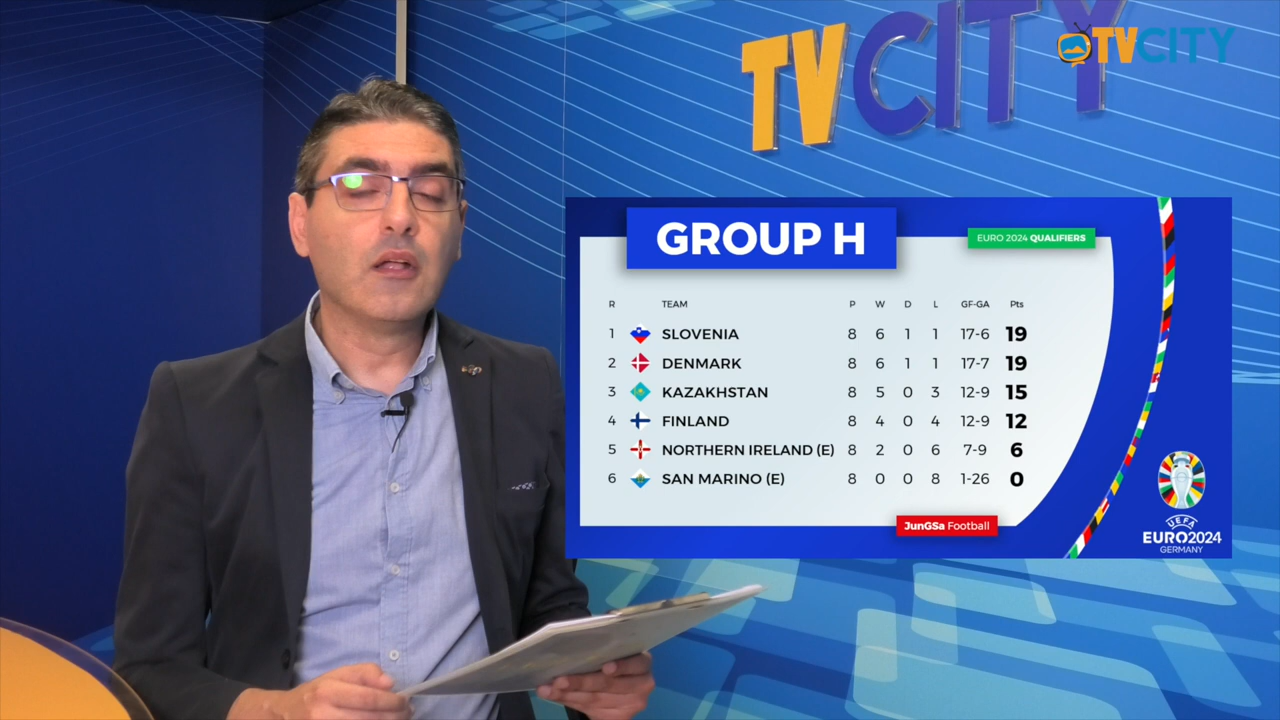 TVCITY
TVCITY
GROUP H
EURO 2024 QUALIFIERS
R TEAM P W D L GF-GA Pts
1 SLOVENIA 8 6 1 1 17-6 19
2 DENMARK 8 6 1 1 17-7 19
3 KAZAKHSTAN 8 5 0 3 12-9 15
4 FINLAND 8 4 0 4 12-9 12
5 NORTHERN IRELAND (E) 8 2 0 6 7-9 6
6 SAN MARINO (E) 8 0 0 8 1-26 0
JunGSa Football
UEFA
EURO2024
GERMANY